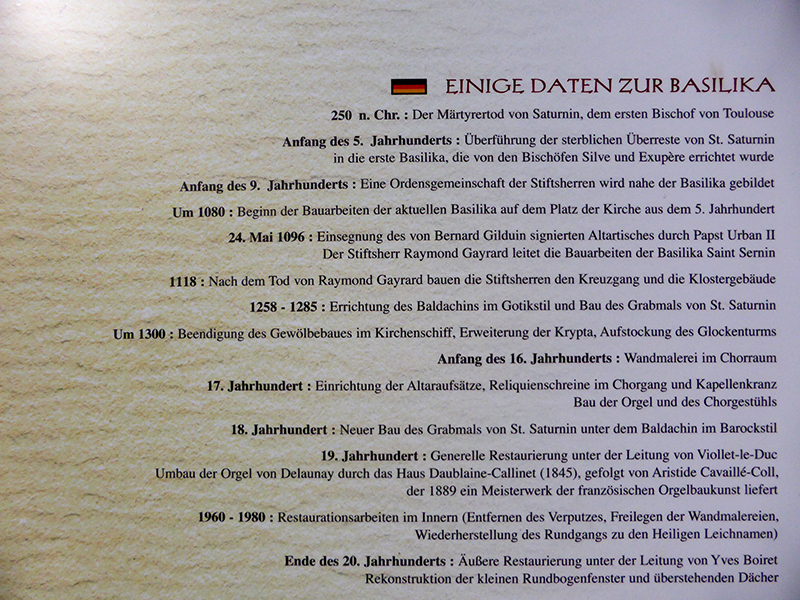 EINIGE DATEN ZUR BASILIKA
250 n. Chr. : Der Märtyrertod von Saturnin, dem ersten Bischof von Toulouse
Anfang des 5. Jahrhunderts : Überführung der sterblichen Überreste von St. Saturnin
in die erste Basilika, die von den Bischöfen Silve und Exupère errichtet wurde
Anfang des 9. Jahrhunderts : Eine Ordensgemeinschaft der Stiftsherren wird nahe der Basilika gebildet
Um 1080 : Beginn der Bauarbeiten der aktuellen Basilika auf dem Platz der Kirche aus dem 5. Jahrhundert
24. Mai 1096 : Einsegnung des von Bernard Gilduin signierten Altartisches durch Papst Urban II
Der Stiftsherr Raymond Gayrard leitet die Bauarbeiten der Basilika Saint Sernin
1118 : Nach dem Tod von Raymond Gayrard bauen die Stiftsherren den Kreuzgang und die Klostergebäude
1258 - 1285 : Errichtung des Baldachins im Gotikstil und Bau des Grabmals von St. Saturnin
Um 1300 : Beendigung des Gewölbebaues im Kirchenschiff, Erweiterung der Krypta, Aufstockung des Glockenturms
Anfang des 16. Jahrhunderts : Wandmalerei im Chorraum
17. Jahrhundert : Einrichtung der Altaraufsätze, Reliquienschreine im Chorgang und Kapellenkranz
Bau der Orgel und des Chorgestühls
18. Jahrhundert : Neuer Bau des Grabmals von St. Saturnin unter dem Baldachin im Barockstil
19. Jahrhundert : Generelle Restaurierung unter der Leitung von Viollet-le-Duc
Umbau der Orgel von Delaunay durch das Haus Daublaine-Callinet (1845), gefolgt von Aristide Cavaillé-Coll,
der 1889 ein Meisterwerk der französischen Orgelbaukunst liefert
1960 - 1980 : Restaurationsarbeiten im Innern (Entfernen des Verputzes, Freilegen der Wandmalereien,
Wiederherstellung des Rundgangs zu den Heiligen Leichnamen)
Ende des 20. Jahrhunderts : Äußere Restaurierung unter der Leitung von Yves Boiret
Rekonstruktion der kleinen Rundbogenfenster und überstehenden Dächer